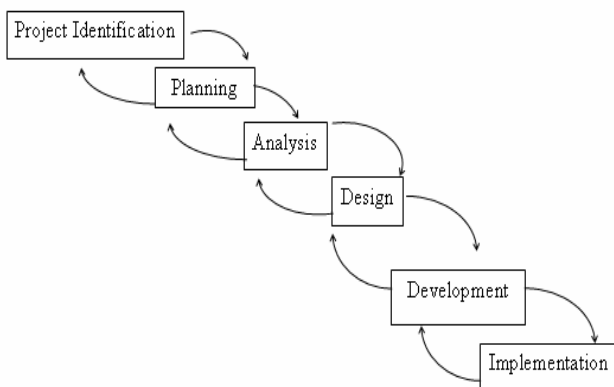 Project Identification
Planning
Analysis
Design
Development
Implementation